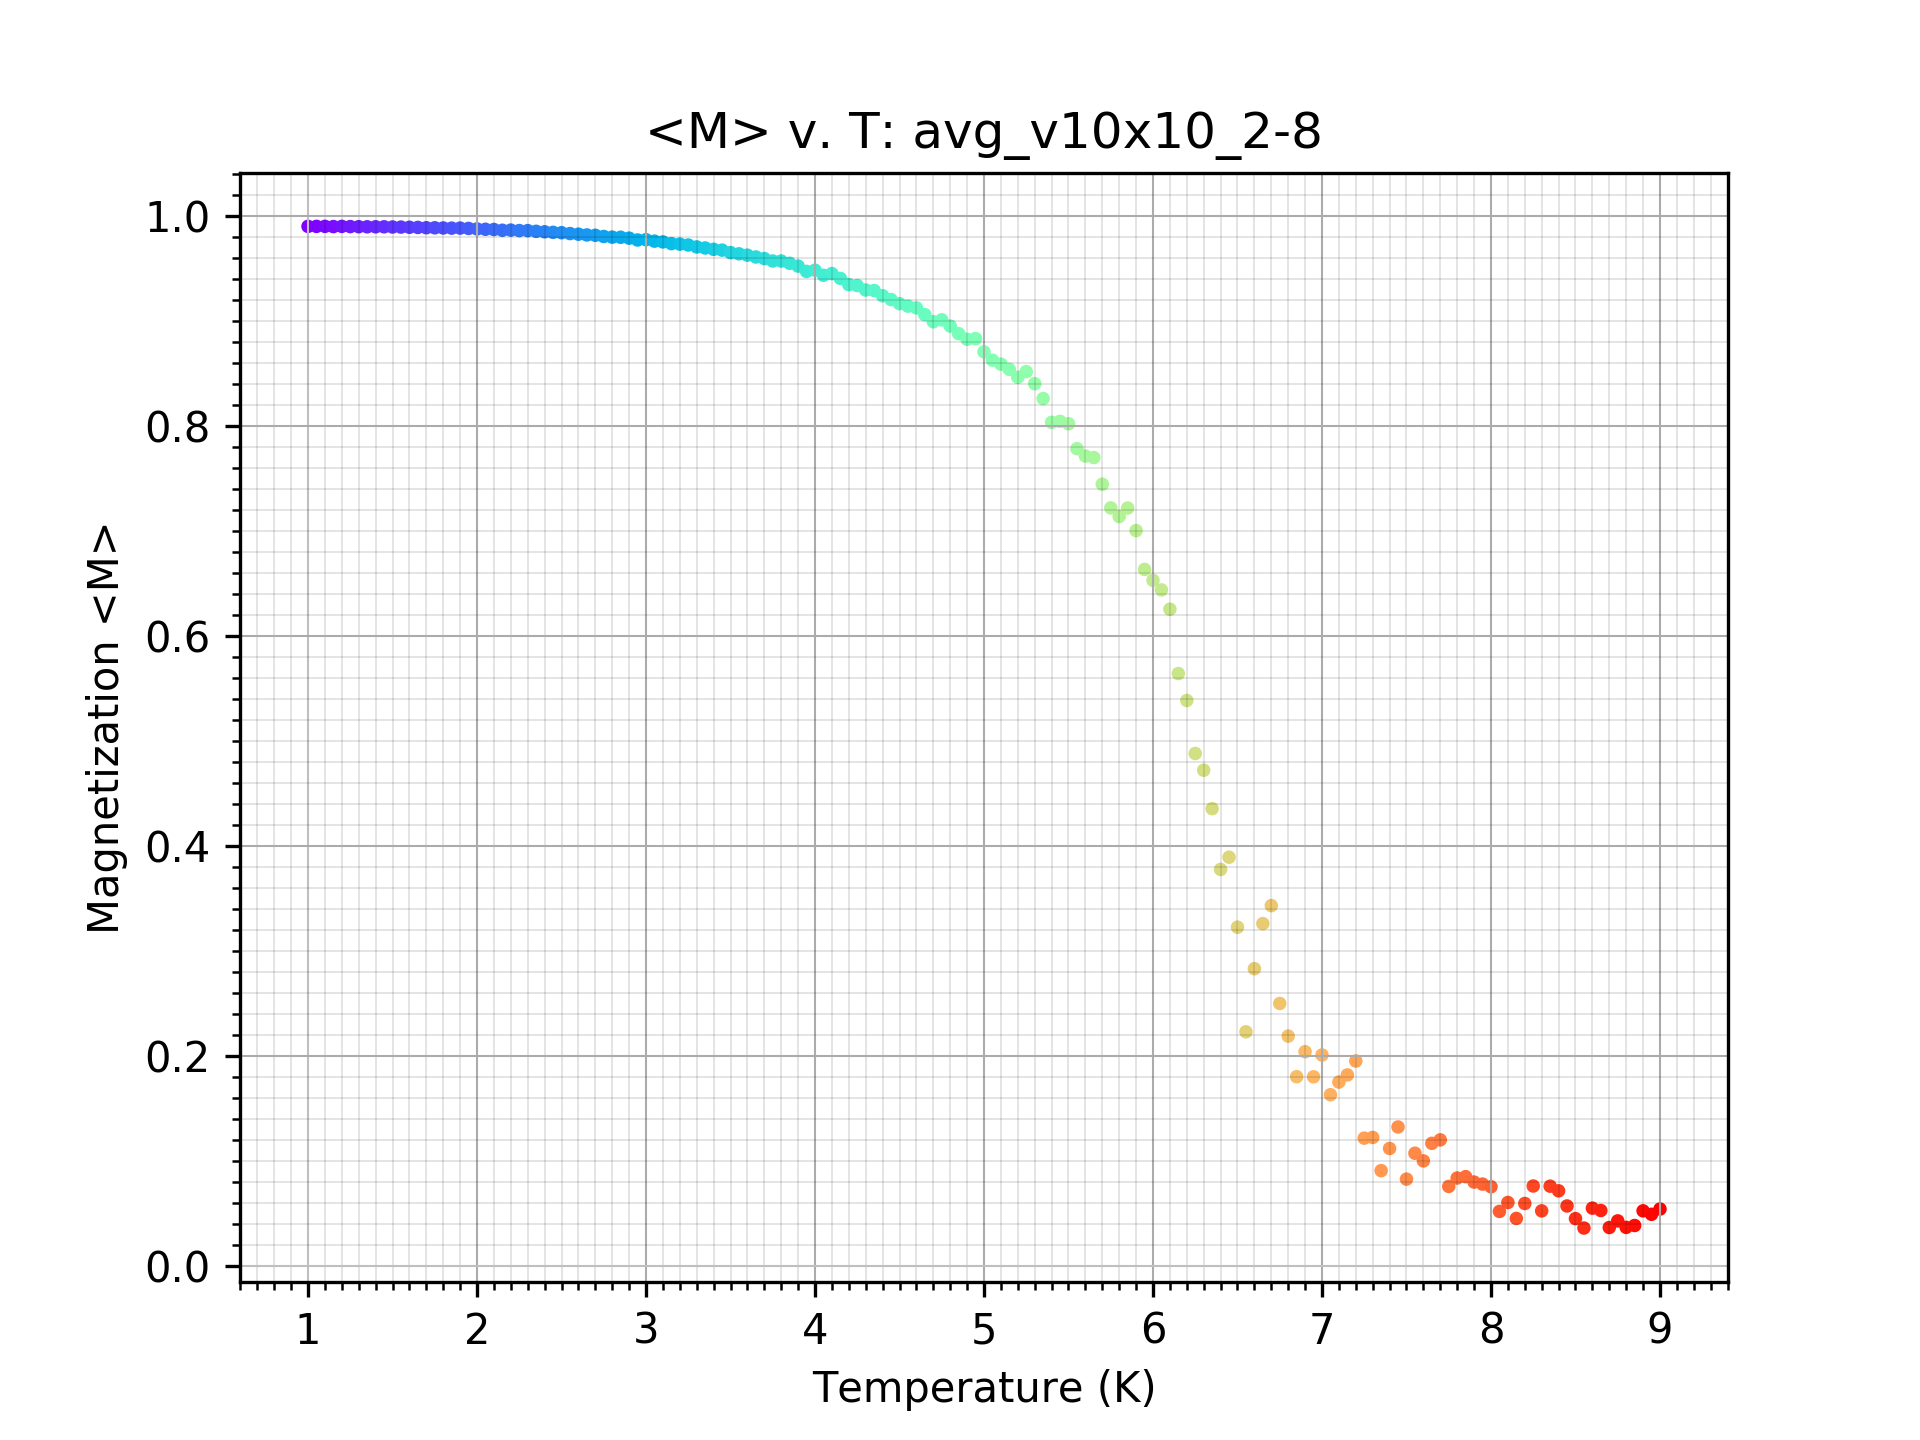 <M> v. T: avg_v10x10_2-8
Magnetization <M>
1.0
0.8
0.6
0.4
0.2
0.0
1 2 3 4 5 6 7 8 9
Temperature (K)